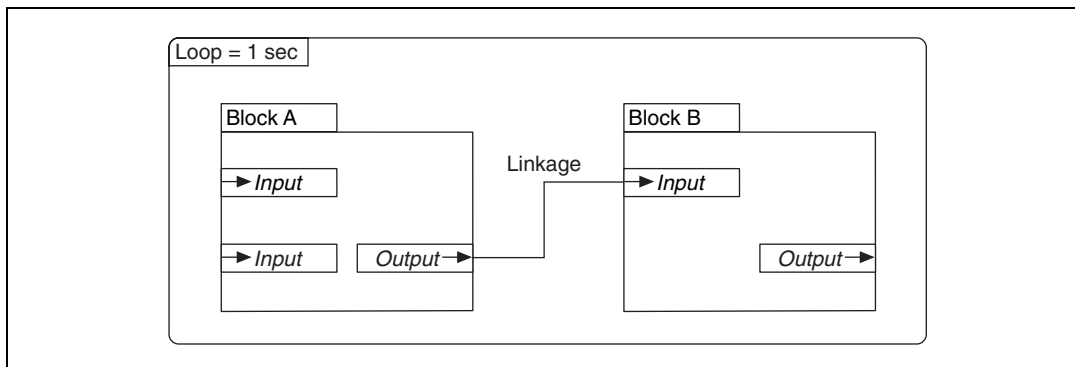 Loop = 1 sec
Block A
Block B
Linkage
Input
Input
Input
Output
Output